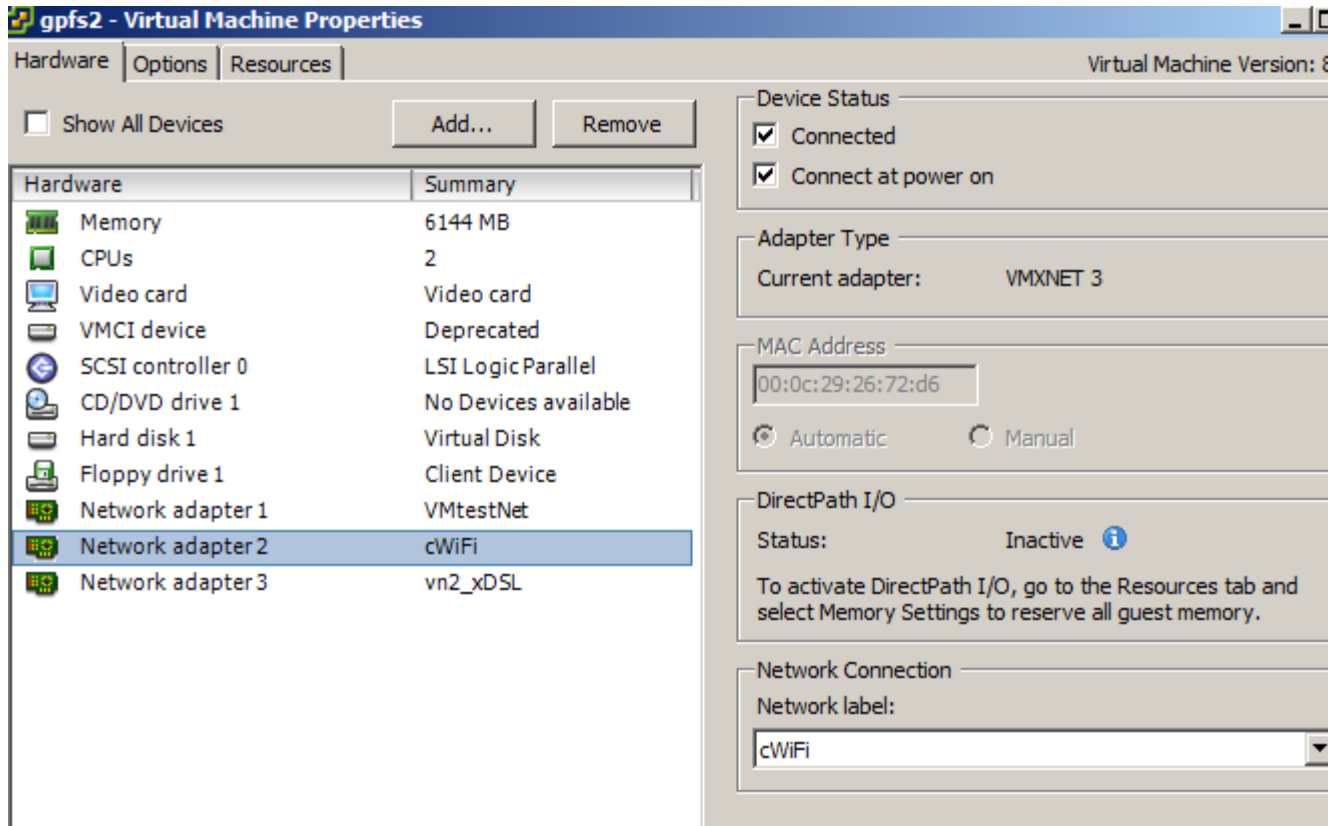 gpfs2 - Virtual Machine Properties
Hardware Options Resources Virtual Machine Version: 8
Show All Devices Add... Remove
Hardware Summary
Memory 6144 MB
CPUs 2
Video card Video card
VMCI device Deprecated
SCSI controller 0 LSI Logic Parallel
CD/DVD drive 1 No Devices available
Hard disk 1 Virtual Disk
Floppy drive 1 Client Device
Network adapter 1 VMtestNet
Network adapter 2 cWiFi
Network adapter 3 vn2_xDSL
Device Status
Connected
Connect at power on
Adapter Type
Current adapter: VMXNET 3
MAC Address
00:0c:29:26:72:d6
Automatic Manual
DirectPath I/O
Status: Inactive
To activate DirectPath I/O, go to the Resources tab and
select Memory Settings to reserve all guest memory.
Network Connection
Network label:
cWiFi